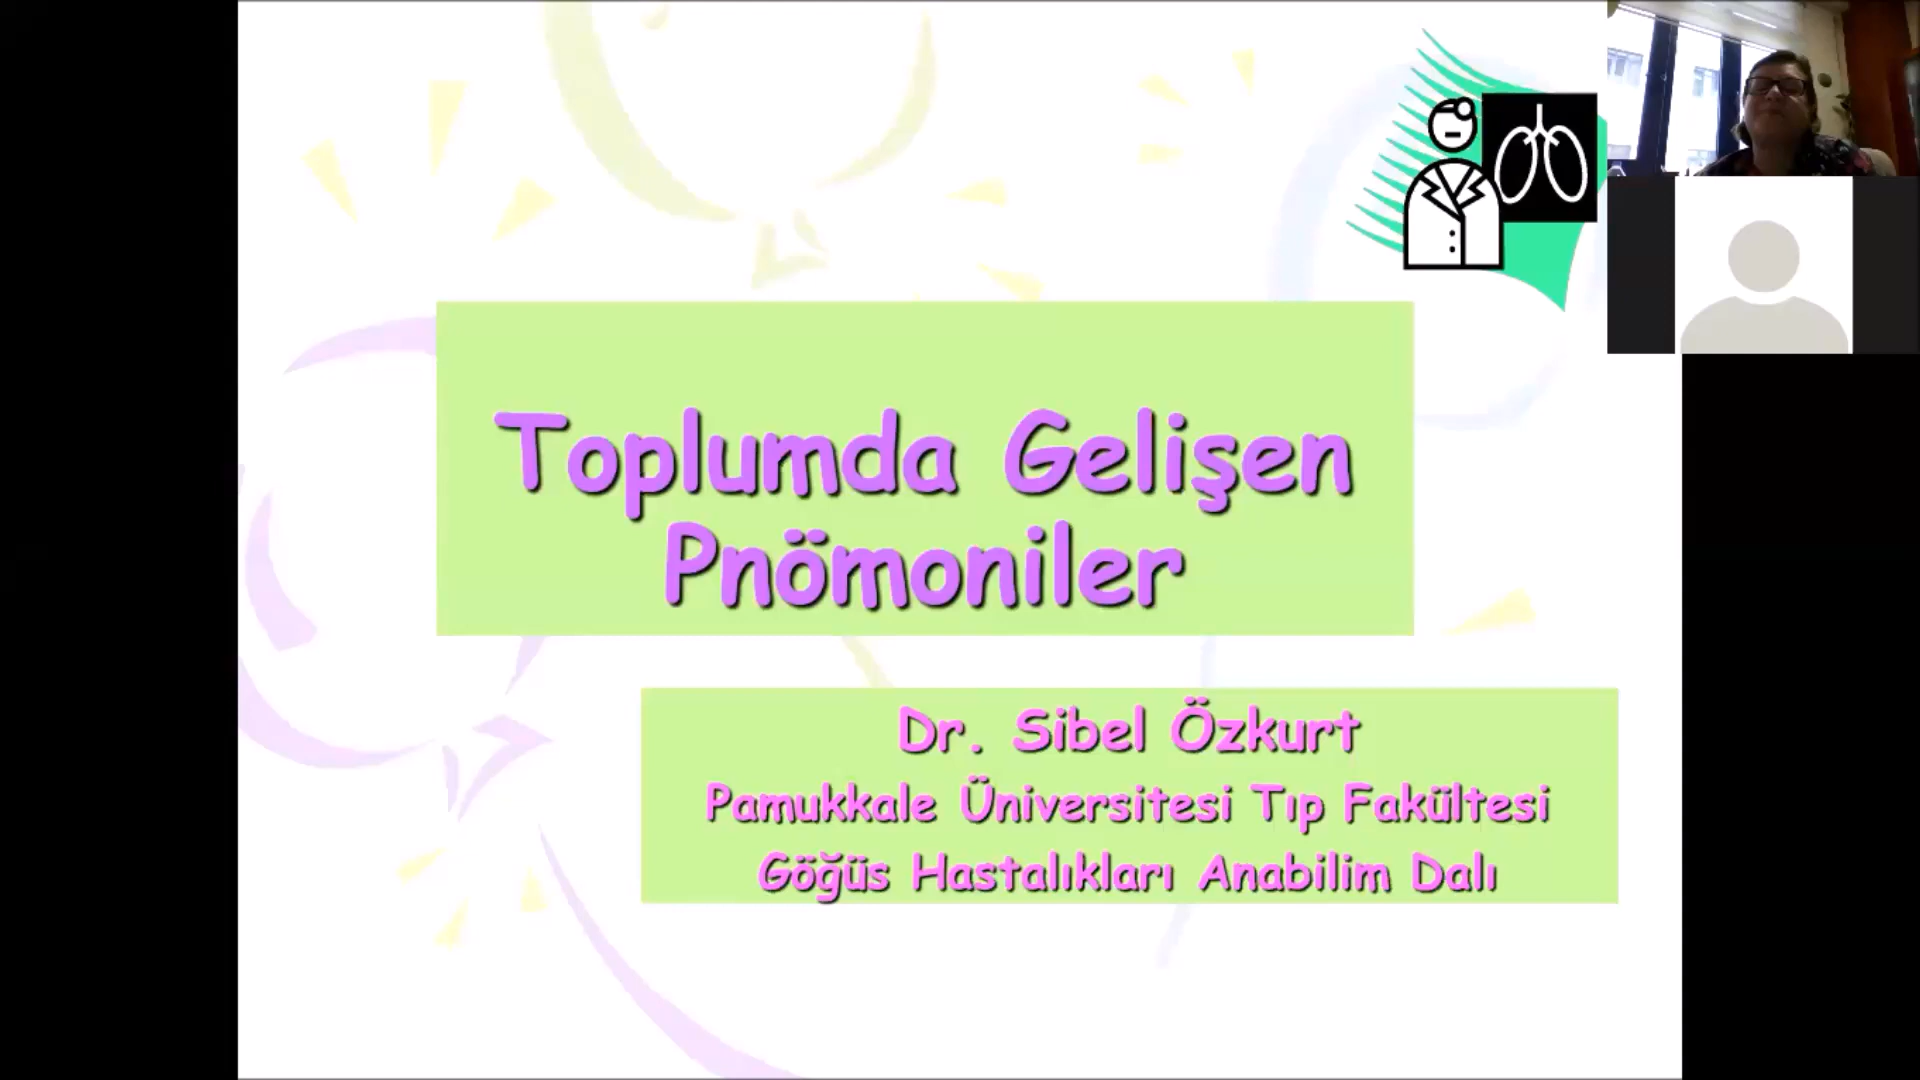 Toplumda Gelişen
Pnömoniler
Dr. Sibel Özkurt
Pamukkale Üniversitesi Tıp Fakültesi
Göğüs Hastalıkları Anabilim Dalı